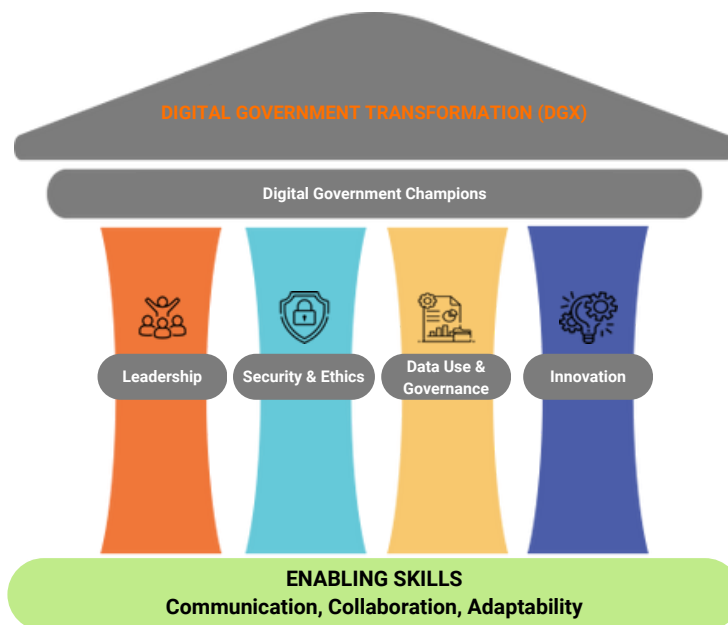 DIGITAL GOVERNMENT TRANSFORMATION (DGX)
Digital Government Champions
Leadership
Security & Ethics
Data Use &
Governance
Innovation
ENABLING SKILLS
Communication, Collaboration, Adaptability